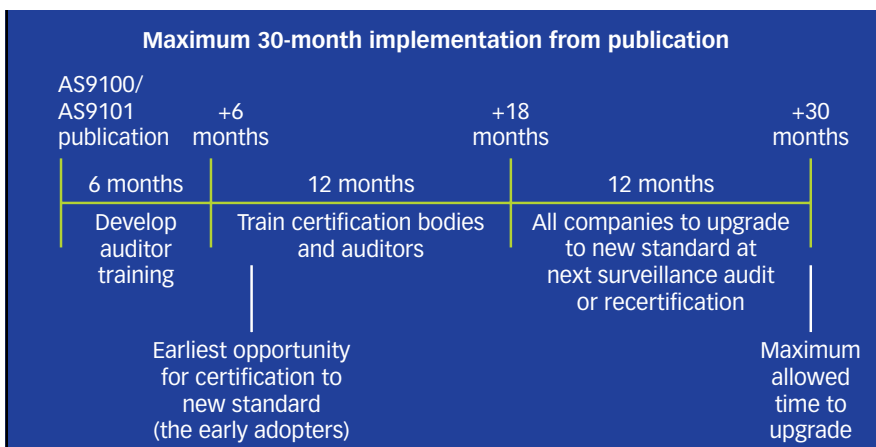 Maximum 30-month implementation from publication
AS9100/
AS9101
publication
+6
months
+18
months
+30
months
6 months
12 months
12 months
Develop
auditor
training
Train certification bodies
and auditors
All companies to upgrade
to new standard at
next surveillance audit
or recertification
Earliest opportunity
for certification to
new standard
(the early adopters)
Maximum
allowed
time to
upgrade